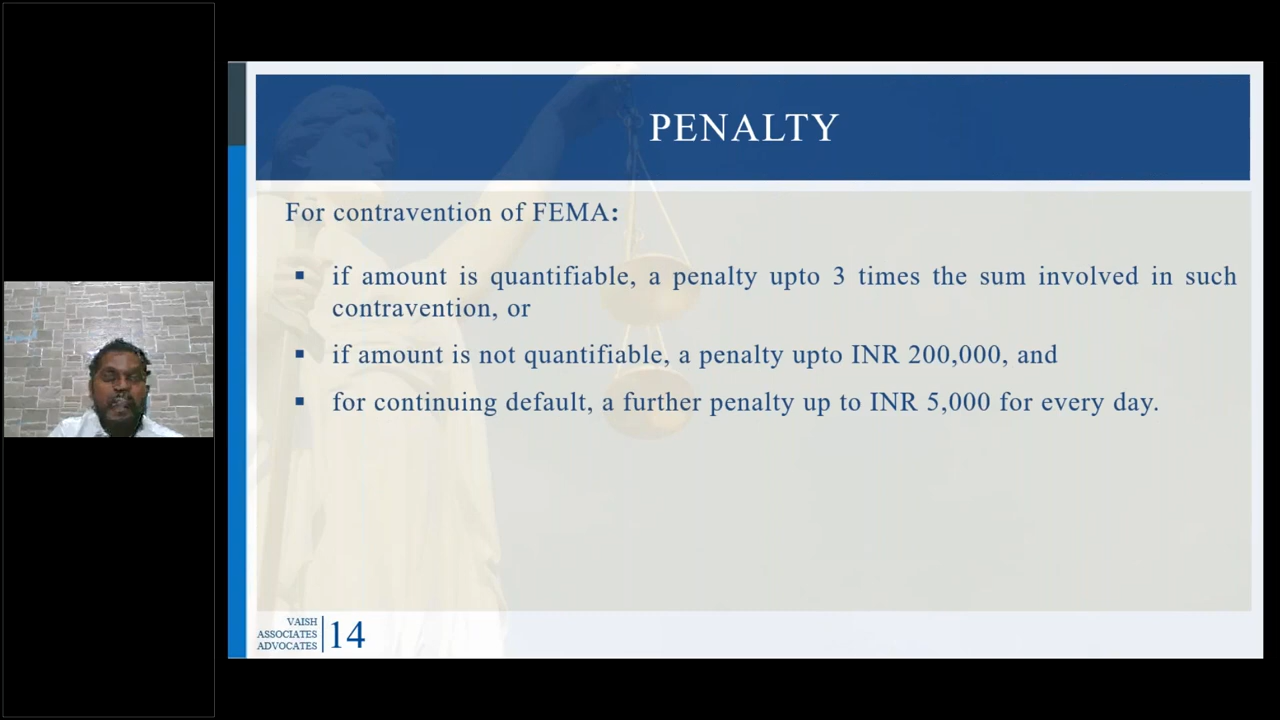 PENALTY
For contravention of FEMA:
▪ if amount is quantifiable, a penalty upto 3 times the sum involved in such
contravention, or
▪ if amount is not quantifiable, a penalty upto INR 200,000, and
▪ for continuing default, a further penalty up to INR 5,000 for every day.
VAISH
ASSOCIATES
ADVOCATES
14